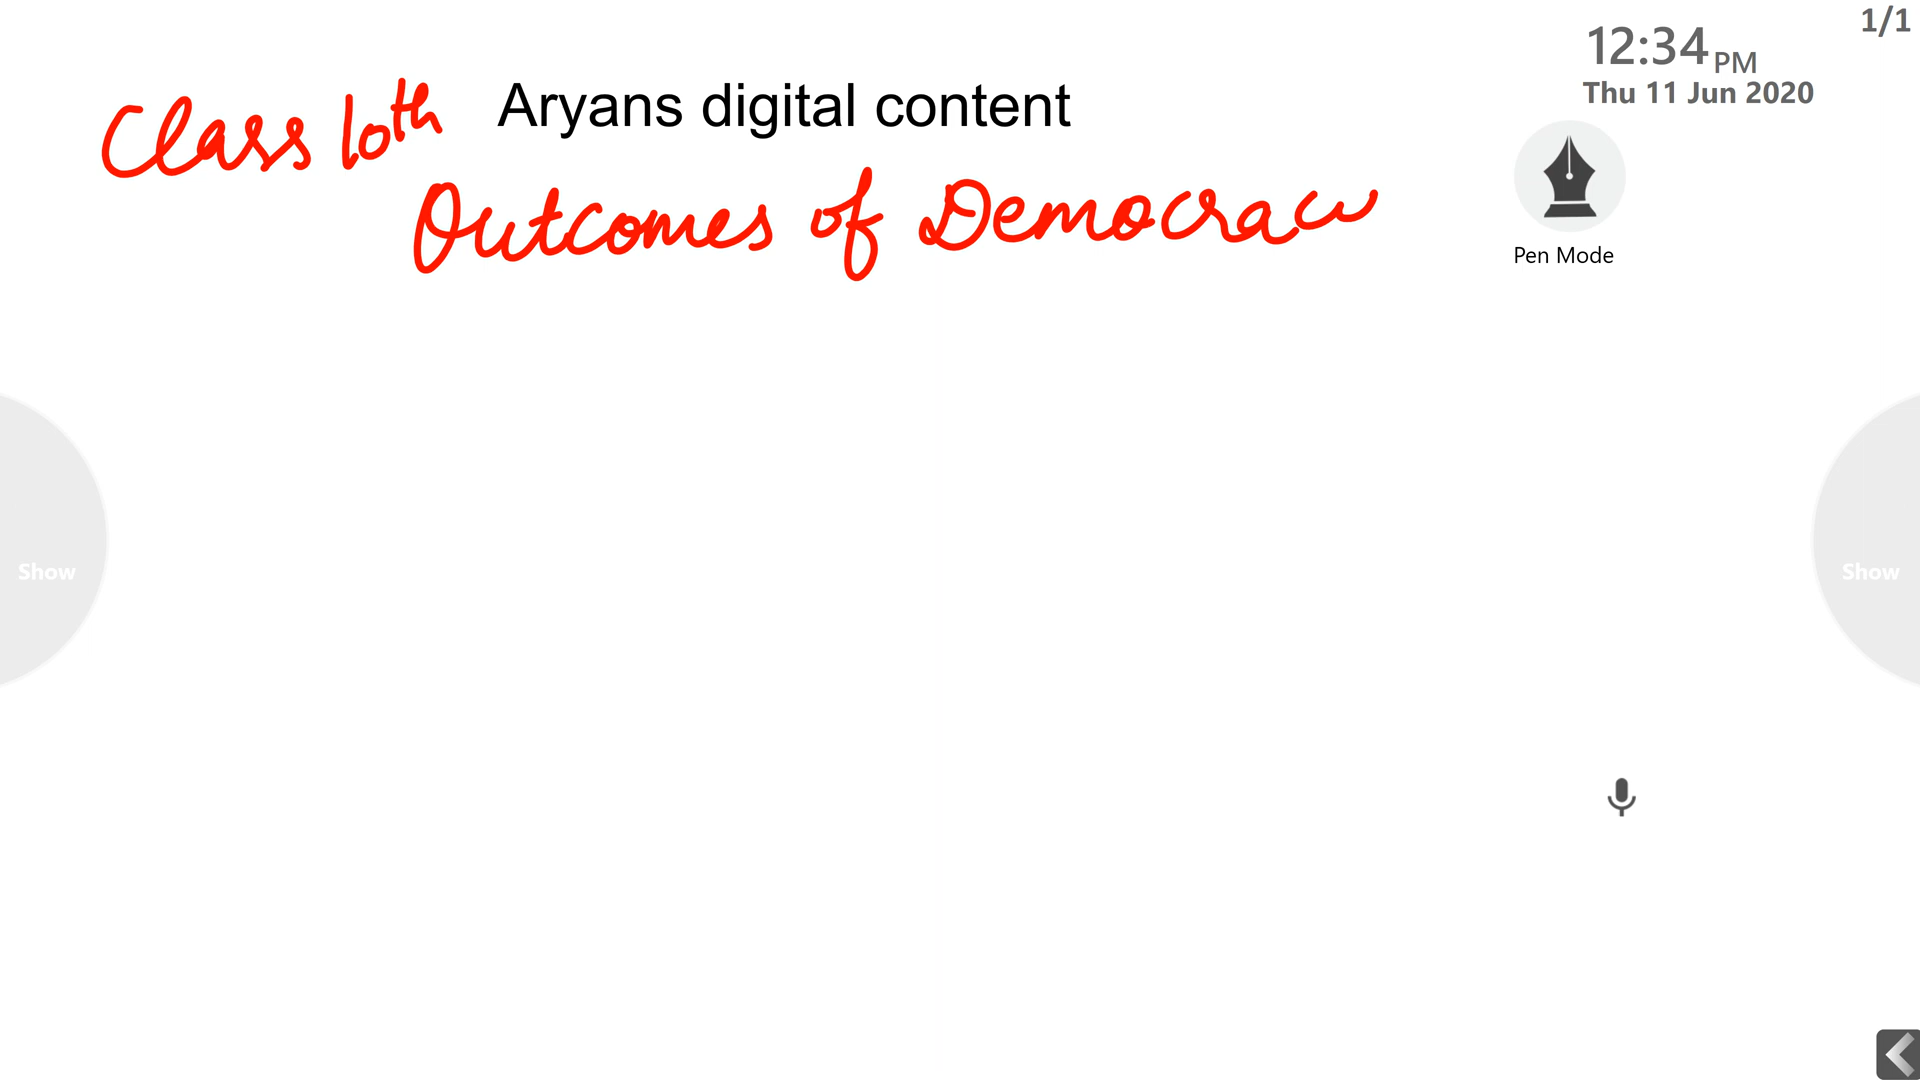 1/1
12:34 PM
Thu 11 Jun 2020
Class 10th Aryans digital content
Outcomes of Democrac
Pen Mode
Show Show